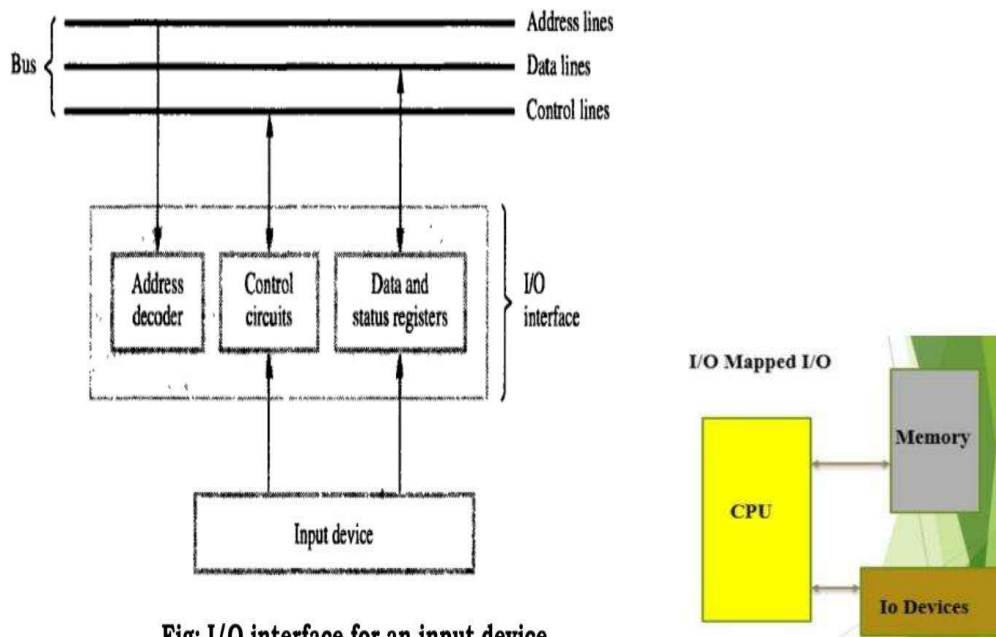 Address lines
Bus
Data lines
Control lines
Address
decoder
Control
circuits
Data and
status registers
I/O
interface
Input device
Fig: I/O interface for an input device
I/O Mapped I/O
Memory
CPU
Io Devices